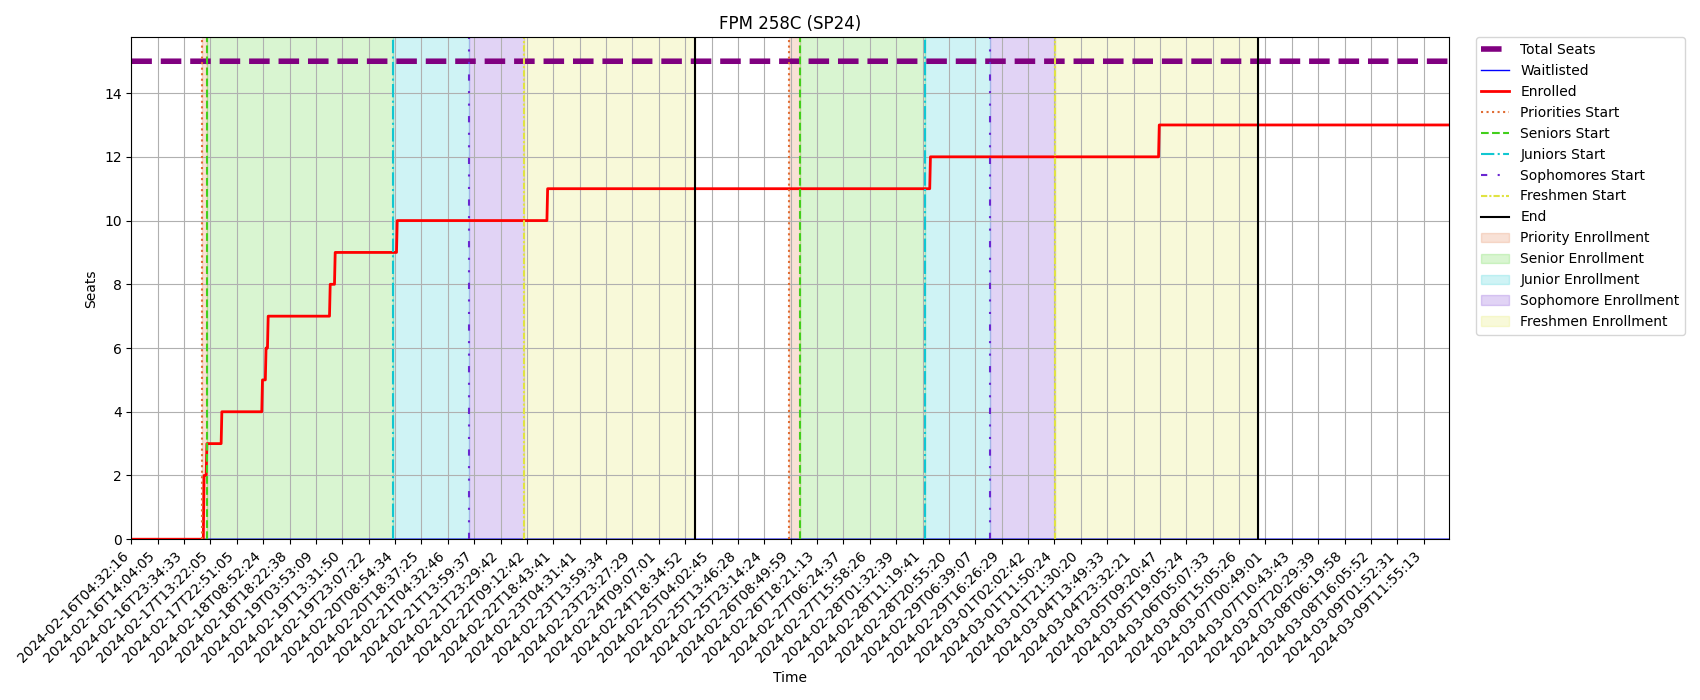 FPM 258C (SP24)
Seats
14
12
10
8
6
4
2
0
2024-02-16T04:32:16
2024-02-16T14:04:05
2024-02-16T23:34:33
2024-02-17T13:22:05
2024-02-17T22:51:05
2024-02-18T08:52:24
2024-02-18T18:22:38
2024-02-19T03:53:09
2024-02-19T13:31:50
2024-02-19T23:07:22
2024-02-20T08:54:34
2024-02-20T18:37:25
2024-02-21T04:32:46
2024-02-21T13:59:37
2024-02-21T23:29:42
2024-02-22T09:12:42
2024-02-22T18:43:41
2024-02-23T04:31:41
2024-02-23T13:59:34
2024-02-23T23:27:29
2024-02-24T09:07:01
2024-02-24T18:34:52
2024-02-25T04:02:45
2024-02-25T13:46:28
2024-02-25T23:14:24
2024-02-26T08:49:59
2024-02-26T18:21:13
2024-02-27T06:24:37
2024-02-27T15:58:26
2024-02-28T01:32:39
2024-02-28T11:19:41
2024-02-28T20:55:20
2024-02-29T06:39:07
2024-02-29T16:26:29
2024-03-01T02:02:42
2024-03-01T11:50:24
2024-03-01T21:30:20
2024-03-04T13:49:33
2024-03-04T23:32:21
2024-03-05T09:20:47
2024-03-05T19:05:24
2024-03-06T05:07:33
2024-03-06T15:05:26
2024-03-07T00:49:01
2024-03-07T10:43:43
2024-03-07T20:29:39
2024-03-08T06:19:58
2024-03-08T16:05:52
2024-03-09T01:52:31
2024-03-09T11:55:13
Time
Total Seats
Waitlisted
Enrolled
Priorities Start
Seniors Start
Juniors Start
Sophomores Start
Freshmen Start
End
Priority Enrollment
Senior Enrollment
Junior Enrollment
Sophomore Enrollment
Freshmen Enrollment